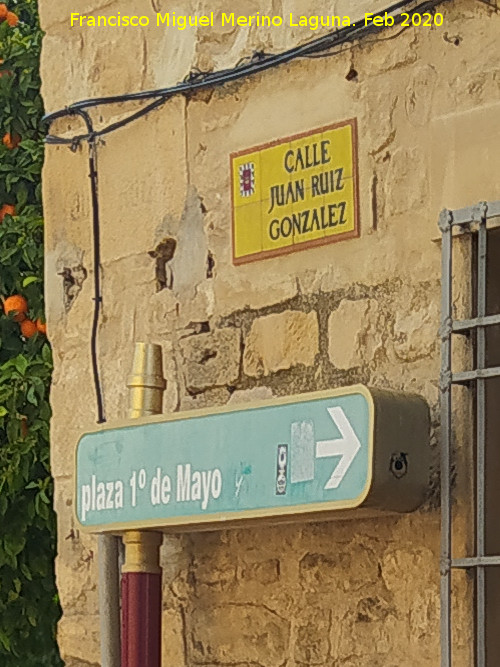 Francisco Miguel Merino Laguna. Feb 2020
CALLE
JUAN RUIZ
GONZALEZ
plaza 1º de Mayo